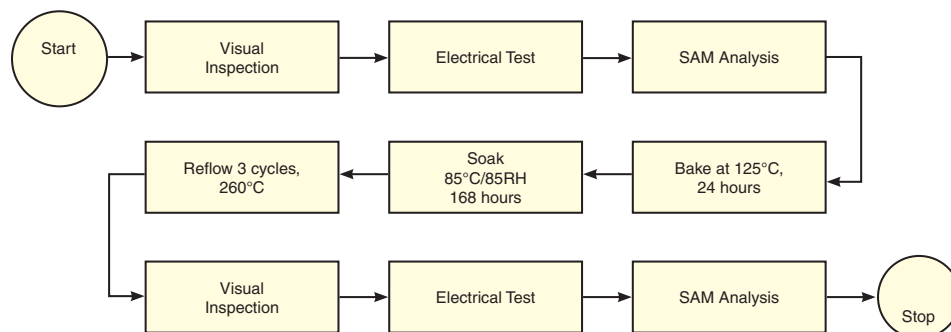 Start
Visual
Inspection
Electrical Test
SAM Analysis
Reflow 3 cycles,
260°C
Soak
85°C/85RH
168 hours
Bake at 125°C,
24 hours
Visual
Inspection
Electrical Test
SAM Analysis
Stop